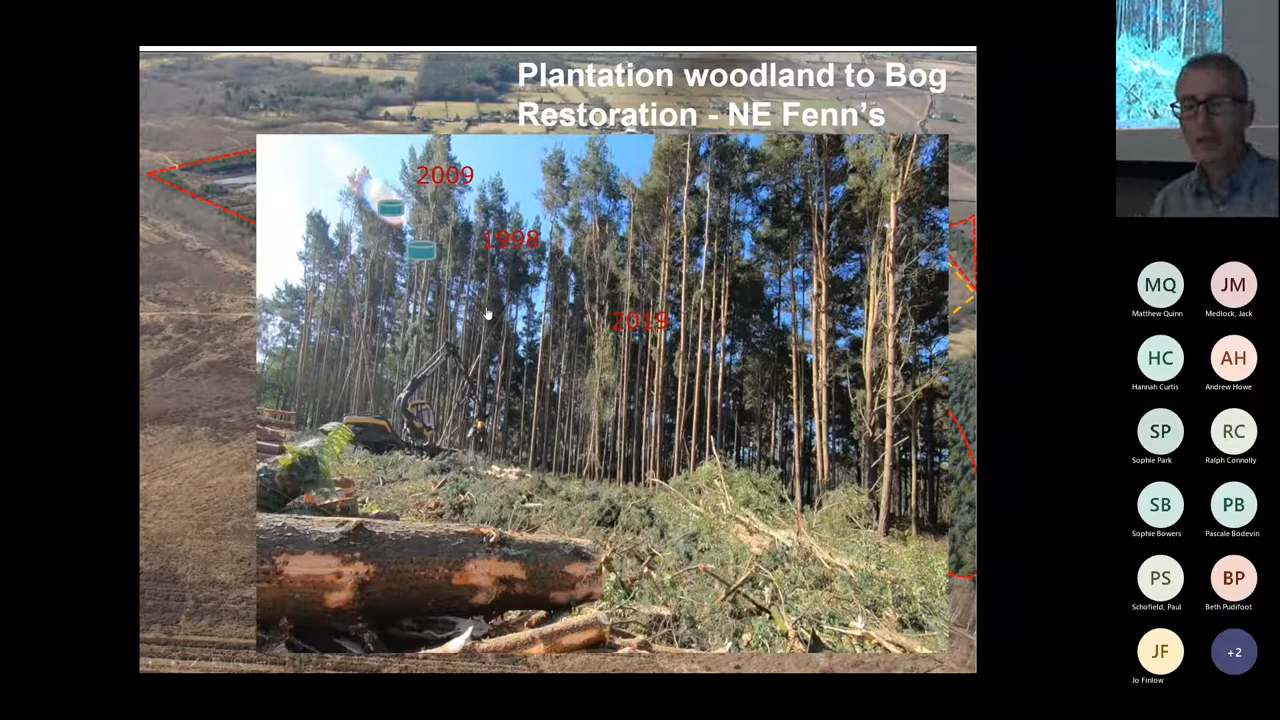 Plantation woodland to Bog
Restoration - NE Fenn's
2009
1998
2019
MQ
JM
Matthew Quinn
Medlock, Jack
HC
AH
Hannah Curtis
Andrew Howe
SP
RC
Sophie Park
Ralph Connolly
SB
PB
Sophie Bowers
Pascale Bodevin
PS
BP
Schofield, Paul
Beth Pudifoot
JF
+2
Jo Finlow